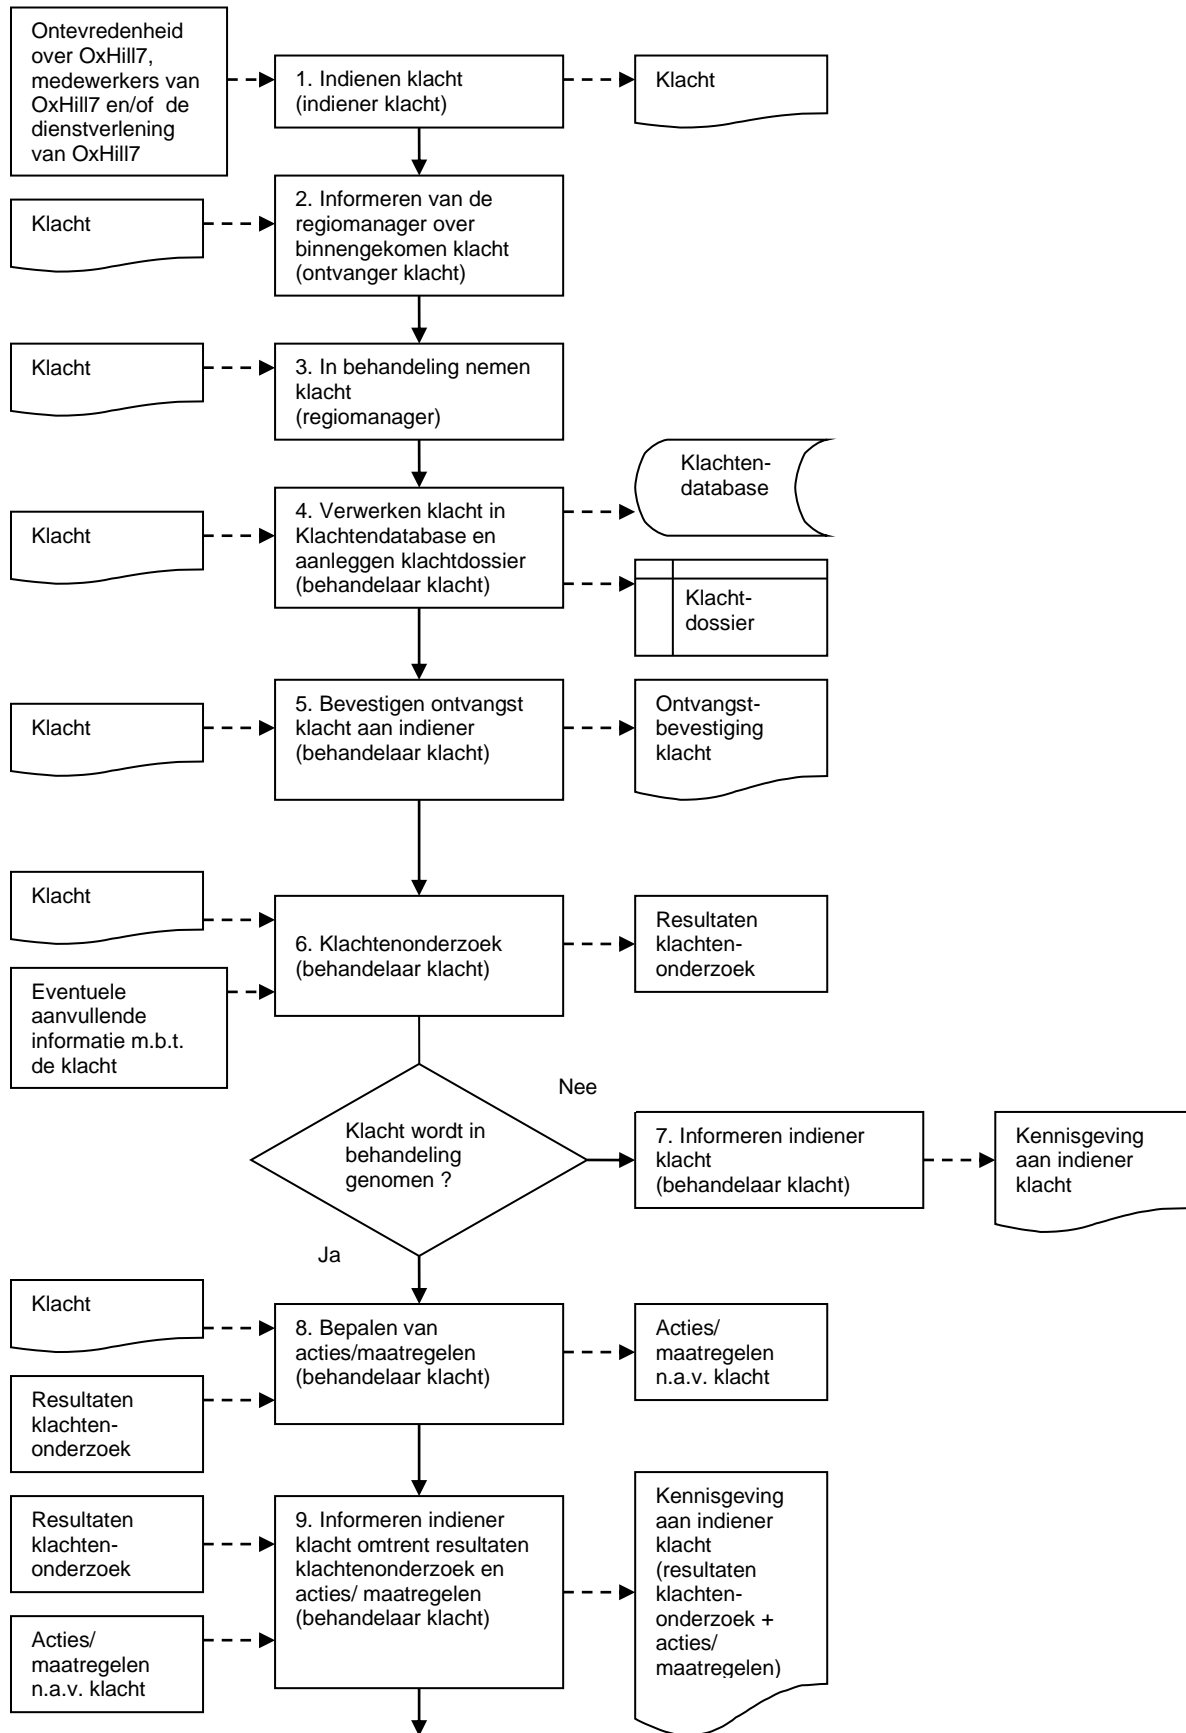 Ontevredenheid
over OxHill7,
medewerkers van
OxHill7 en/of de
dienstverlening
van OxHill7
1. Indienen klacht
(indiener klacht)
Klacht
Klacht
2. Informeren van de
regiomanager over
binnengekomen klacht
(ontvanger klacht)
Klacht
3. In behandeling nemen
klacht
(regiomanager)
Klacht
4. Verwerken klacht in
Klachtendatabase en
aanleggen klachtdossier
(behandelaar klacht)
Klachten-
database
Klacht-
dossier
Klacht
5. Bevestigen ontvangst
klacht aan indiener
(behandelaar klacht)
Ontvangst-
bevestiging
klacht
Klacht
Eventuele
aanvullende
informatie m.b.t.
de klacht
6. Klachtenonderzoek
(behandelaar klacht)
Resultaten
klachten-
onderzoek
Klacht wordt in
behandeling
genomen ?
Nee
7. Informeren indiener
klacht
(behandelaar klacht)
Kennisgeving
aan indiener
klacht
Ja
Klacht
Resultaten
klachten-
onderzoek
8. Bepalen van
acties/maatregelen
(behandelaar klacht)
Acties/
maatregelen
n.a.v. klacht
Resultaten
klachten-
onderzoek
Acties/
maatregelen
n.a.v. klacht
9. Informeren indiener
klacht omtrent resultaten
klachtenonderzoek en
acties/ maatregelen
(behandelaar klacht)
Kennisgeving
aan indiener
klacht
(resultaten
klachten-
onderzoek +
acties/
maatregelen)